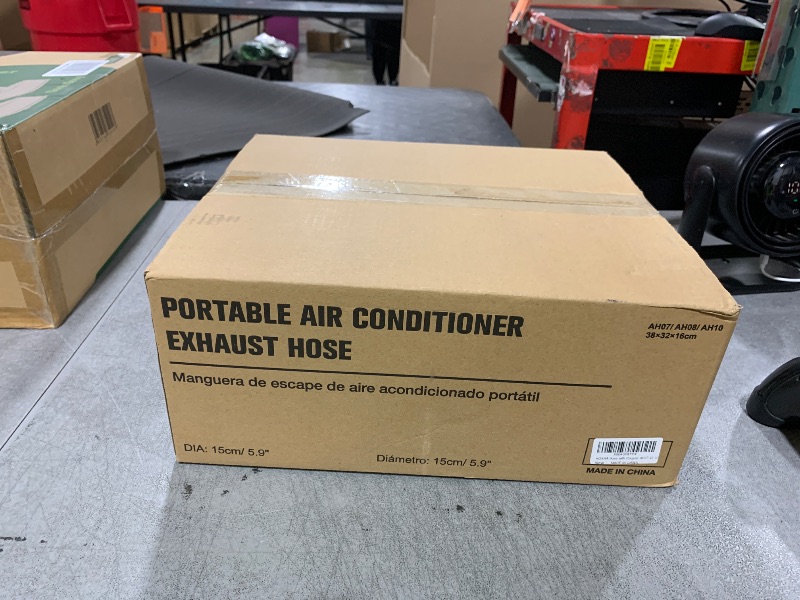 PORTABLE AIR CONDITIONER
EXHAUST HOSE
Manguera de escape de aire acondicionado portátil
DIA: 15cm/ 5.9"
Diámetro: 15cm/ 5.9"
AH07/ AH08/ AH10
38×32×16cm
MADE IN CHINA